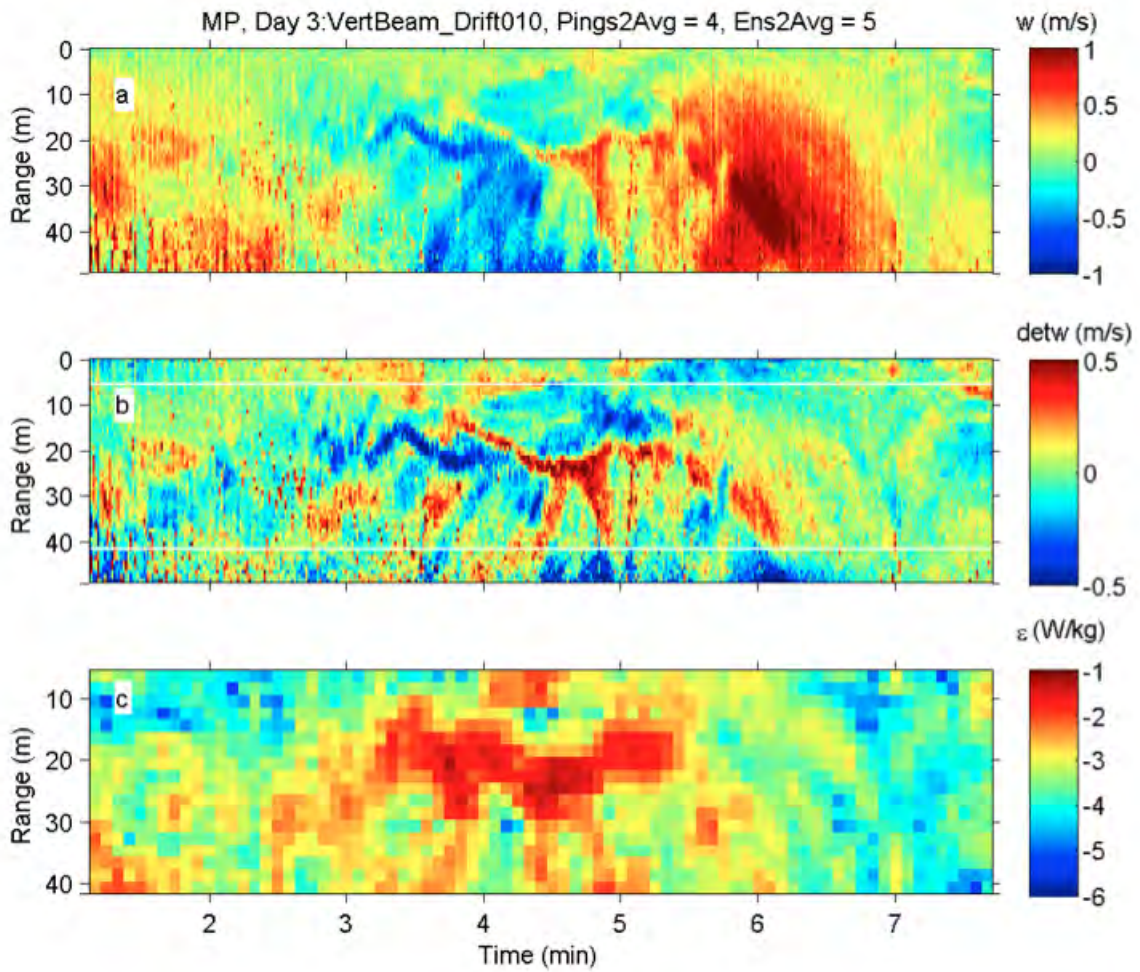 MP, Day 3:VertBeam_Drift010, Pings2Avg = 4, Ens2Avg = 5
w (m/s)
a
Range (m)
0
10
20
30
40
1
0.5
0
-0.5
-1
detw (m/s)
b
Range (m)
0
10
20
30
40
0.5
0
-0.5
ε (W/kg)
c
Range (m)
10
20
30
40
-1
-2
-3
-4
-5
-6
2 3 4 5 6 7
Time (min)